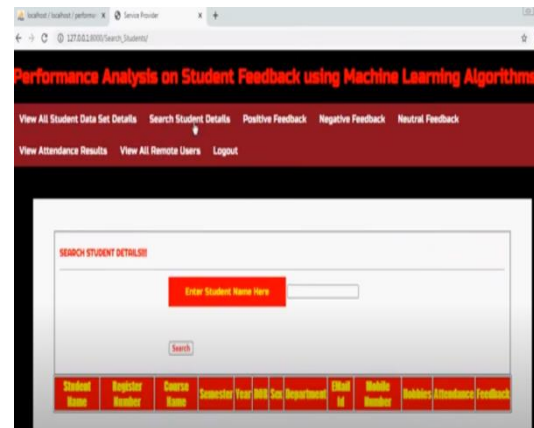 localhost / localhost / performa
Service Provider
127.0.0.1:8000/Search_Students/
Performance Analysis on Student Feedback using Machine Learning Algorithms
View All Student Data Set Details Search Student Details Positive Feedback Negative Feedback Neutral Feedback
View Attendance Results View All Remote Users Logout
SEARCH STUDENT DETAILS!!!
Enter Student Name Here
Search
Student Name Register Number Course Name Semester Year DOB Sex Department EMail Id Mobile Number Hobbies Attendance Feedback